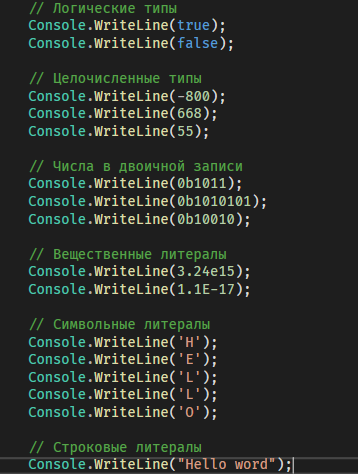 // Логические типы
Console.WriteLine(true);
Console.WriteLine(false);
// Целочисленные типы
Console.WriteLine(-800);
Console.WriteLine(668);
Console.WriteLine(55);
// Числа в двоичной записи
Console.WriteLine(0b1011);
Console.WriteLine(0b1010101);
Console.WriteLine(0b10010);
// Вещественные литералы
Console.WriteLine(3.24e15);
Console.WriteLine(1.1E-17);
// Символьные литералы
Console.WriteLine('H');
Console.WriteLine('E');
Console.WriteLine('L');
Console.WriteLine('L');
Console.WriteLine('O');
// Строковые литералы
Console.WriteLine("Hello word");